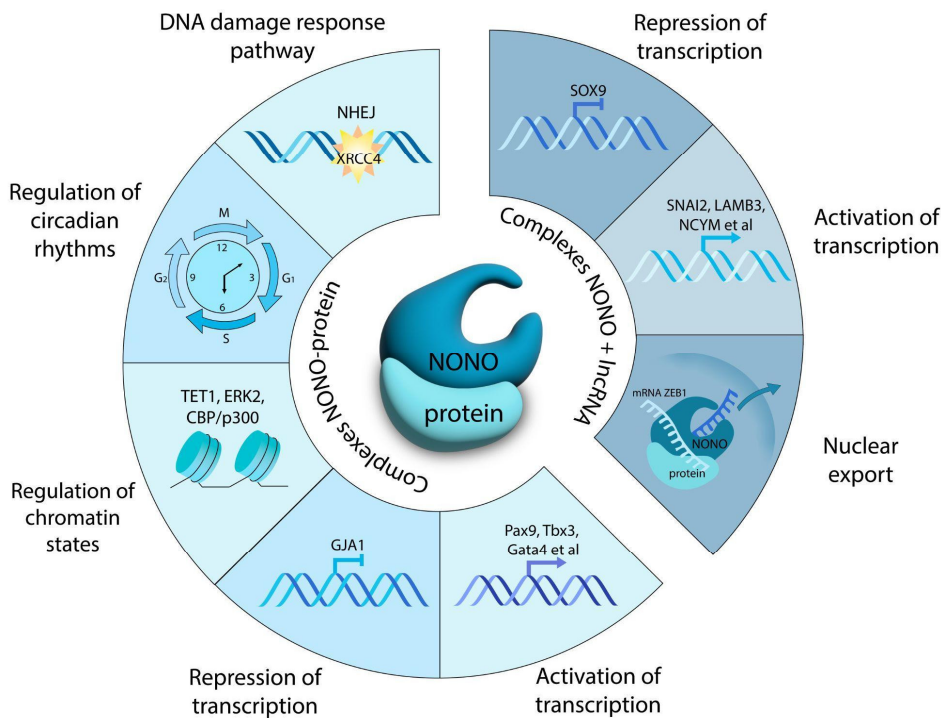 DNA damage response
pathway
NHEJ
XRCC4
Regulation of
circadian
rhythms
M
12
G2
9
3
G1
6
S
TET1, ERK2,
CBP/p300
Regulation of
chromatin
states
GJA1
Repression of
transcription
Pax9, Tbx3,
Gata4 et al
Activation of
transcription
Complexes NONO-protein
NONO
protein
Complexes NONO + lncRNA
Repression of
transcription
SOX9
SNAI2, LAMB3,
NCYM et al
Activation of
transcription
mRNA ZEB1
NONO
protein
Nuclear
export